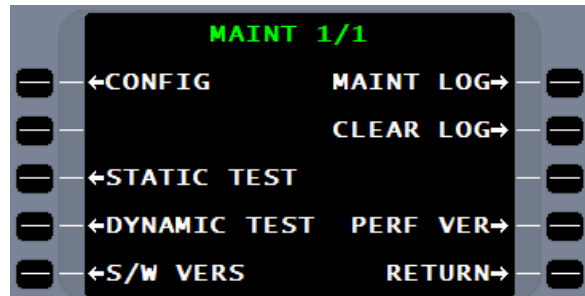 MAINT 1/1
←CONFIG MAINT LOG→
CLEAR LOG→
←STATIC TEST
←DYNAMIC TEST PERF VER→
←S/W VERS RETURN→